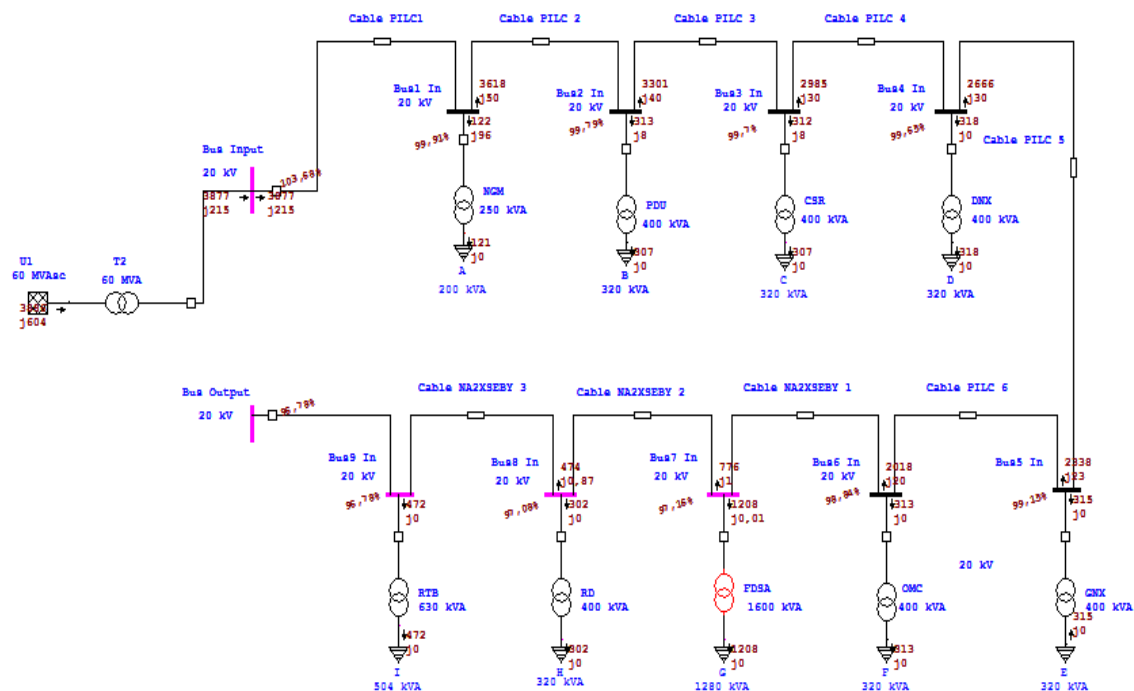 Cable PILC1
Cable PILC 2
Cable PILC 3
Cable PILC 4
Bus1 In
20 kV
3618
j50
122
j96
99,91%
Bus2 In
20 kV
3301
j40
313
j8
99,79%
Bus3 In
20 kV
2985
j30
312
j8
99,7%
Bus4 In
20 kV
2666
j30
318
j0
99,65%
Cable PILC 5
Bus Input
20 kV
103,68%
3877
j215
3877
j215
NGM
250 kVA
PDU
400 kVA
CSR
400 kVA
DNX
400 kVA
121
j0
A
200 kVA
307
j0
B
320 kVA
307
j0
C
320 kVA
318
j0
D
320 kVA
U1
60 MVAsc
T2
60 MVA
j604
Cable NA2XSEBY 3
Cable NA2XSEBY 2
Cable NA2XSEBY 1
Cable PILC 6
Bus Output
20 kV
96,78%
Bus9 In
20 kV
96,78%
472
j0
Bus8 In
20 kV
474
j0,87
97,08%
302
j0
Bus7 In
20 kV
776
j1
97,16%
1208
j0,01
Bus6 In
20 kV
2018
j20
98,84%
313
j0
Bus5 In
2338
j23
99,15%
315
j0
20 kV
RTB
630 kVA
RD
400 kVA
FDSA
1600 kVA
OMC
400 kVA
GNX
400 kVA
472
j0
I
504 kVA
302
j0
H
320 kVA
1208
j0
G
1280 kVA
313
j0
F
320 kVA
315
j0
E
320 kVA